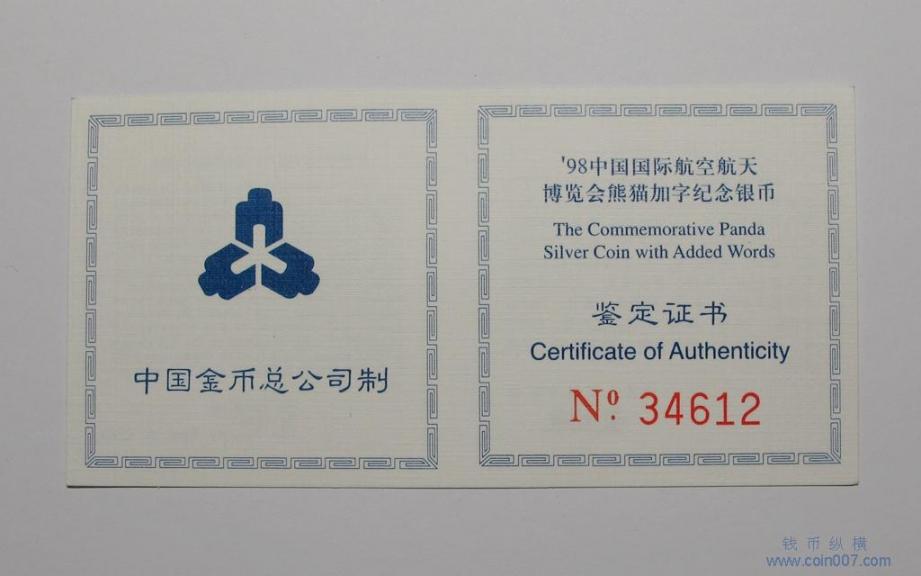 中国金币总公司制
'98中国国际航空航天
博览会熊猫加字纪念银币
The Commemorative Panda
Silver Coin with Added Words
鉴定证书
Certificate of Authenticity
Nº. 34612
钱币纵横
www.coin007.com